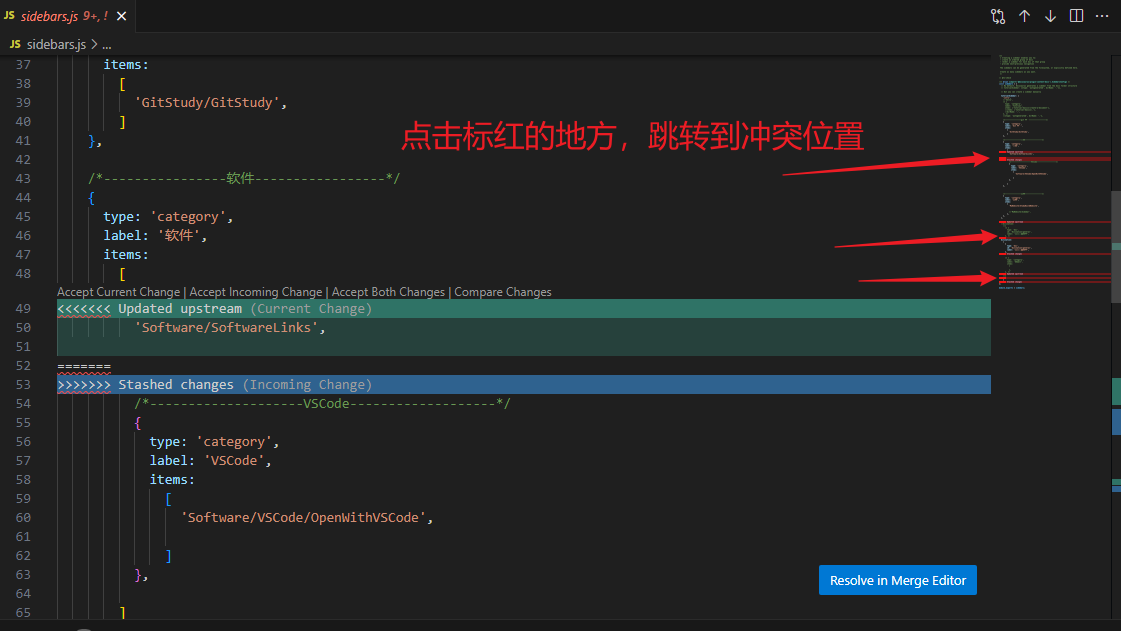 JS sidebars.js 9+, !
JS sidebars.js > ...
37 items:
38 [
39 'GitStudy/GitStudy',
40 ]
41 },
点击标红的地方，跳转到冲突位置
42
43 /*----------------软件-----------------*/
44 {
45 type: 'category',
46 label: '软件',
47 items:
48 [
Accept Current Change | Accept Incoming Change | Accept Both Changes | Compare Changes
49 <<<<<<< Updated upstream (Current Change)
50 'Software/SoftwareLinks',
51
52 =======
53 >>>>>>> Stashed changes (Incoming Change)
54 /*--------------------VSCode-------------------*/
55 {
56 type: 'category',
57 label: 'VSCode',
58 items:
59 [
60 'Software/VSCode/OpenWithVSCode',
61
62 ]
63 },
Resolve in Merge Editor
64
65 ]